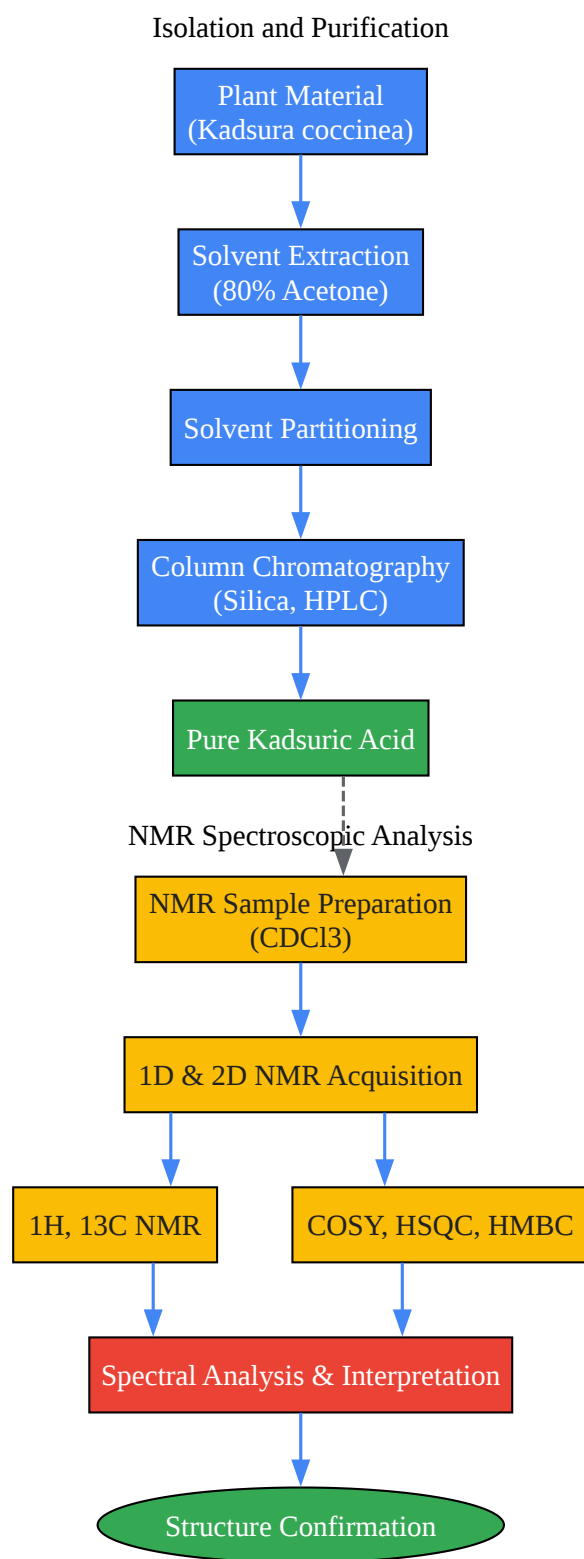 Isolation and Purification
Plant Material
(Kadsura coccinea)
Solvent Extraction
(80% Acetone)
Solvent Partitioning
Column Chromatography
(Silica, HPLC)
Pure Kadsuric Acid
NMR Spectroscopic Analysis
NMR Sample Preparation
(CDCl3)
1D & 2D NMR Acquisition
1H, 13C NMR
COSY, HSQC, HMBC
Spectral Analysis & Interpretation
Structure Confirmation